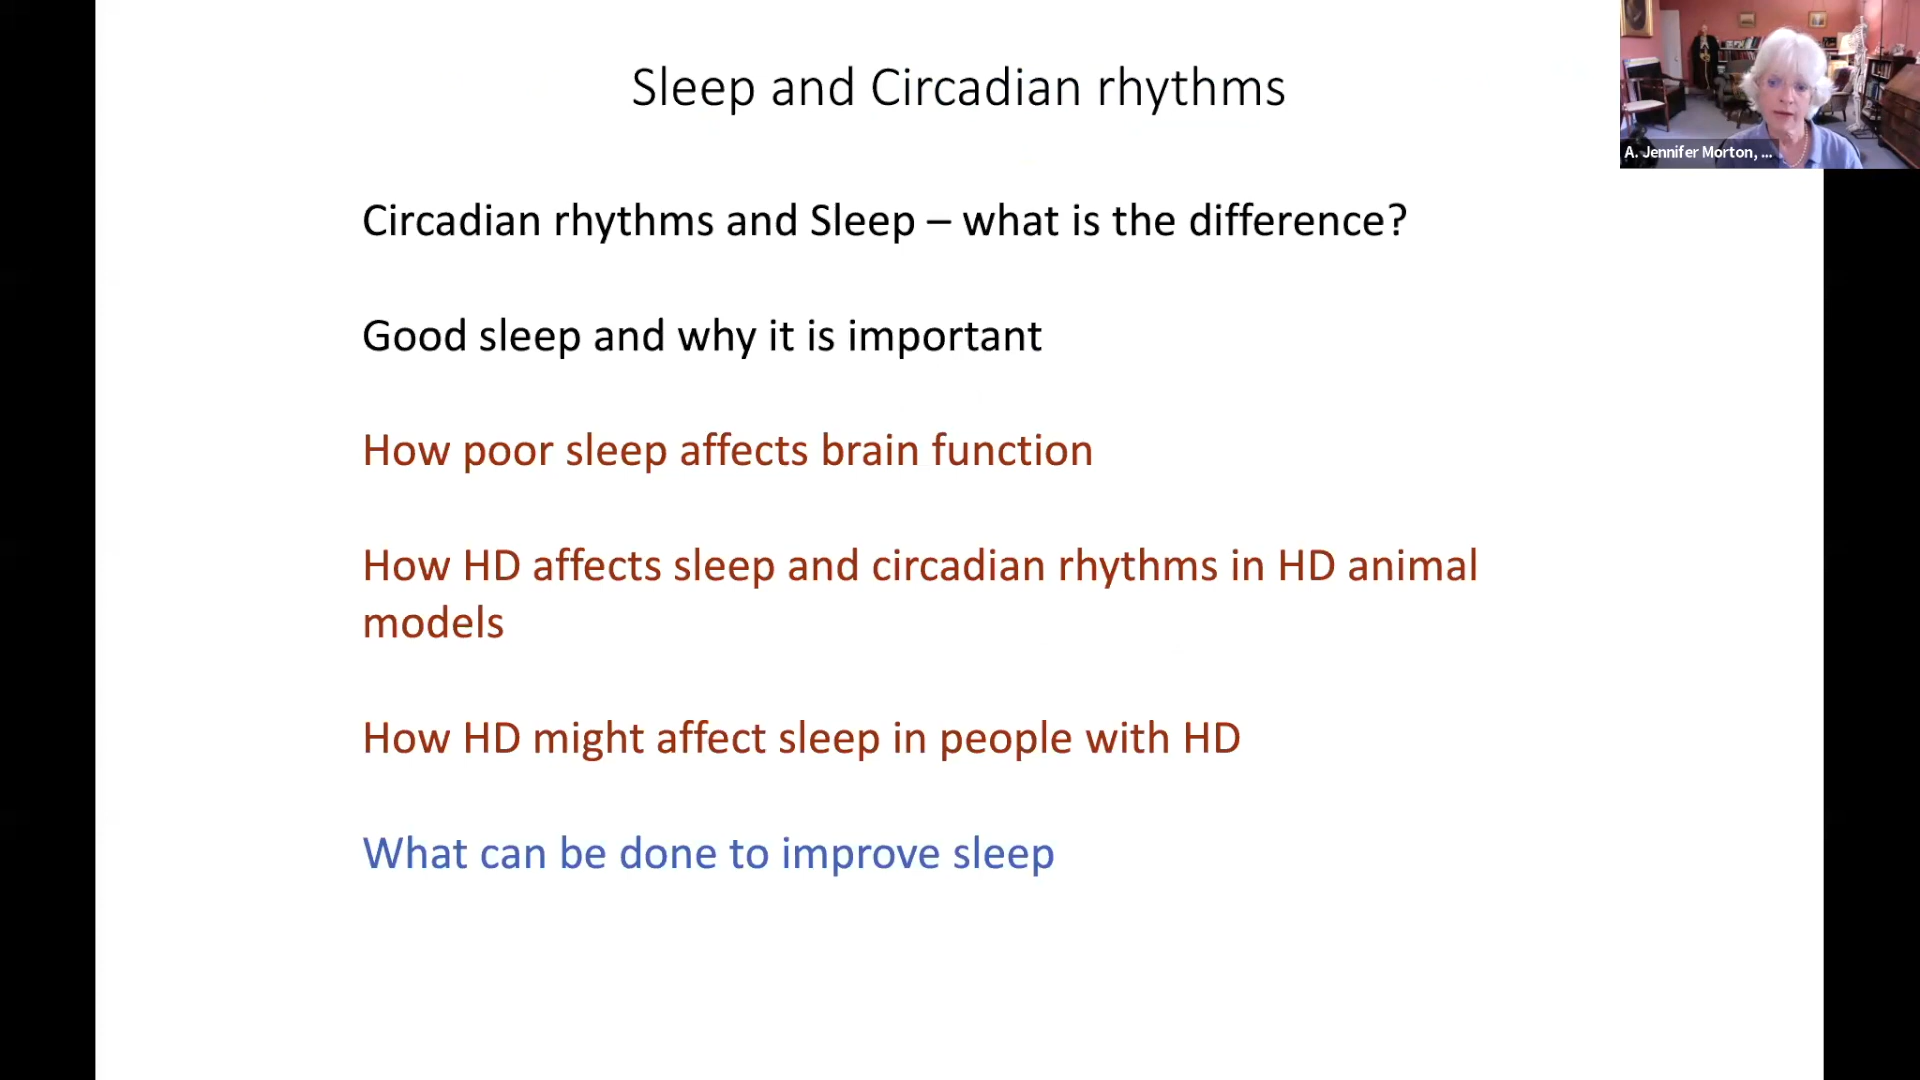 Sleep and Circadian rhythms
A. Jennifer Morton, ...
Circadian rhythms and Sleep – what is the difference?
Good sleep and why it is important
How poor sleep affects brain function
How HD affects sleep and circadian rhythms in HD animal
models
How HD might affect sleep in people with HD
What can be done to improve sleep